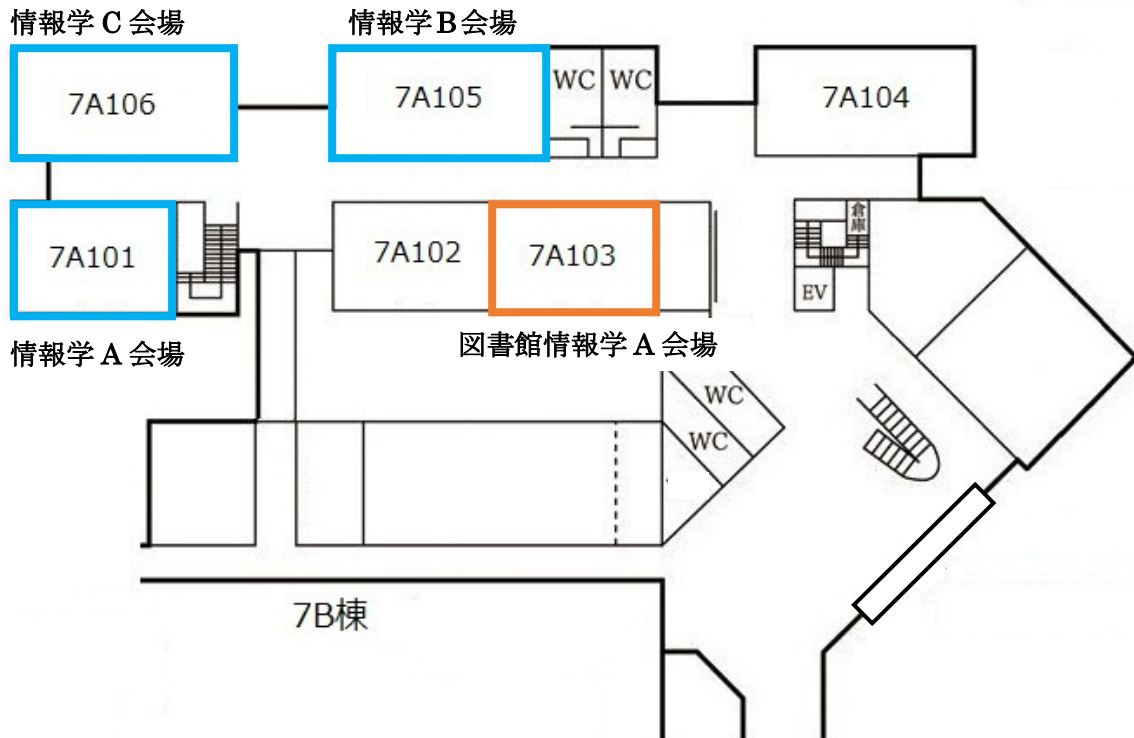 情報学 C 会場
情報学 B 会場
7A106
7A105
WC
WC
7A104
7A101
7A102
7A103
倉庫
EV
情報学 A 会場
図書館情報学 A 会場
WC
WC
7B棟